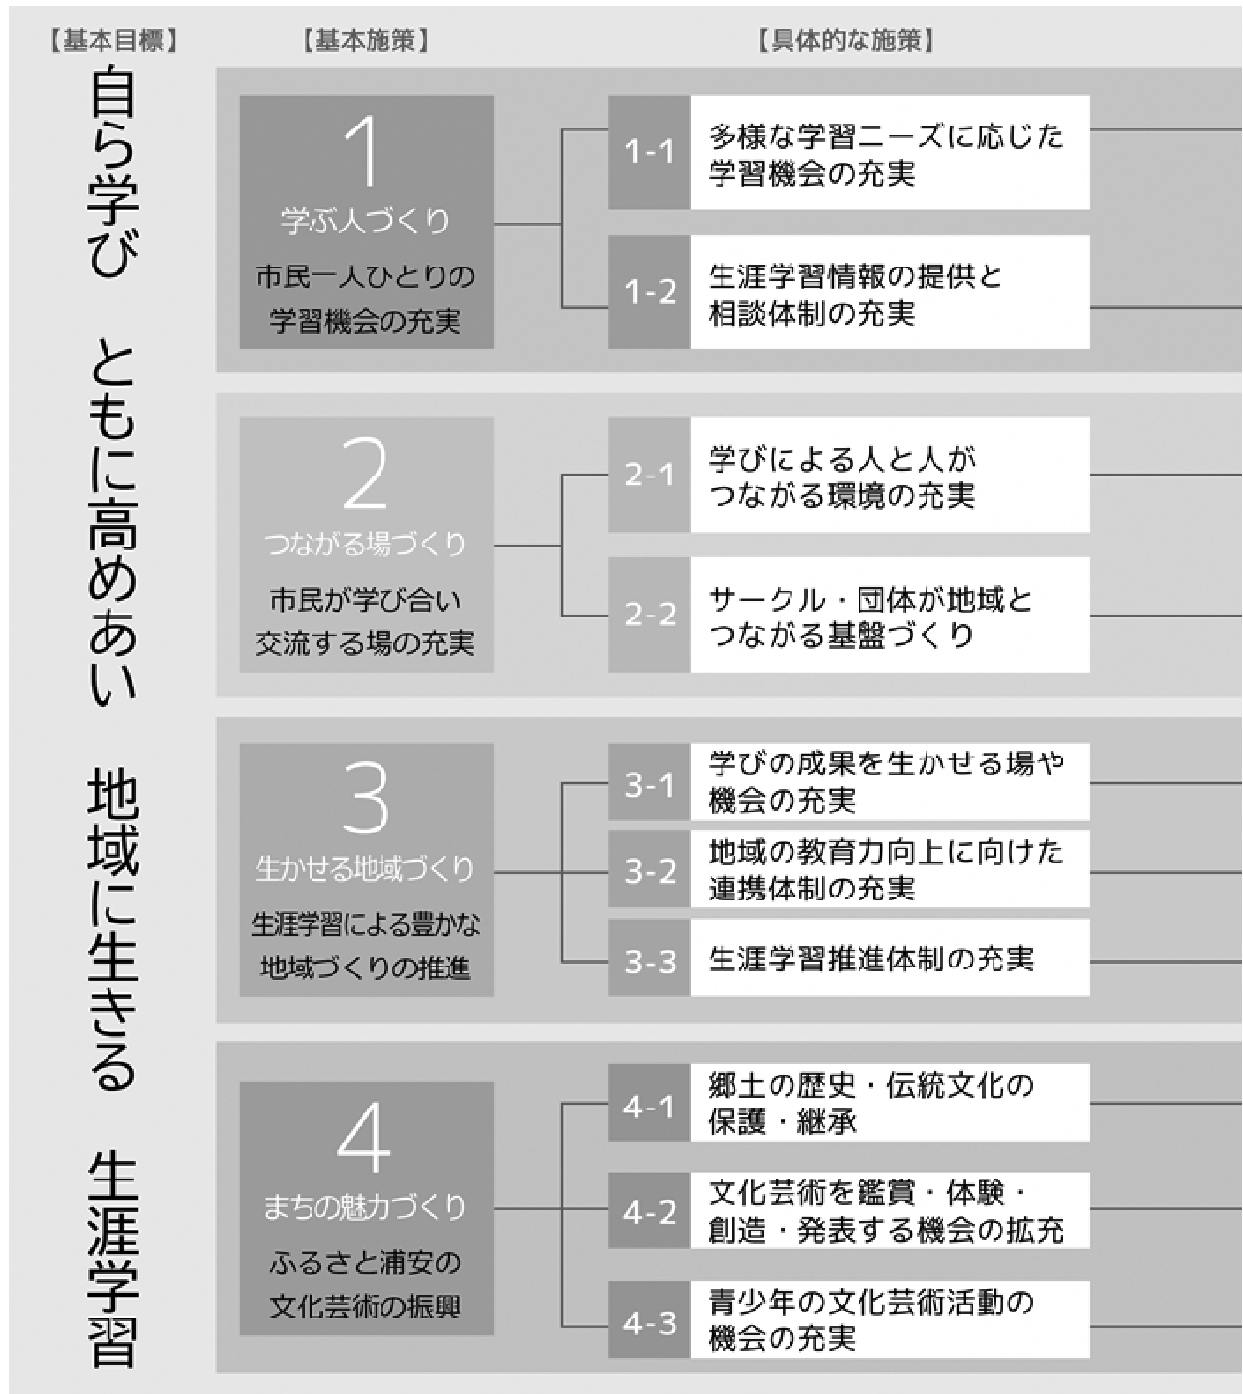 【基本目標】
【基本施策】
【具体的な施策】
自ら学び　ともに高めあい　地域に生きる　生涯学習
1
学ぶ人づくり
市民一人ひとりの
学習機会の充実
1-1
多様な学習ニーズに応じた
学習機会の充実
1-2
生涯学習情報の提供と
相談体制の充実
2
つながる場づくり
市民が学び合い
交流する場の充実
2-1
学びによる人と人が
つながる環境の充実
2-2
サークル・団体が地域と
つながる基盤づくり
3
生かせる地域づくり
生涯学習による豊かな
地域づくりの推進
3-1
学びの成果を生かせる場や
機会の充実
3-2
地域の教育力向上に向けた
連携体制の充実
3-3
生涯学習推進体制の充実
4
まちの魅力づくり
ふるさと浦安の
文化芸術の振興
4-1
郷土の歴史・伝統文化の
保護・継承
4-2
文化芸術を鑑賞・体験・
創造・発表する機会の拡充
4-3
青少年の文化芸術活動の
機会の充実